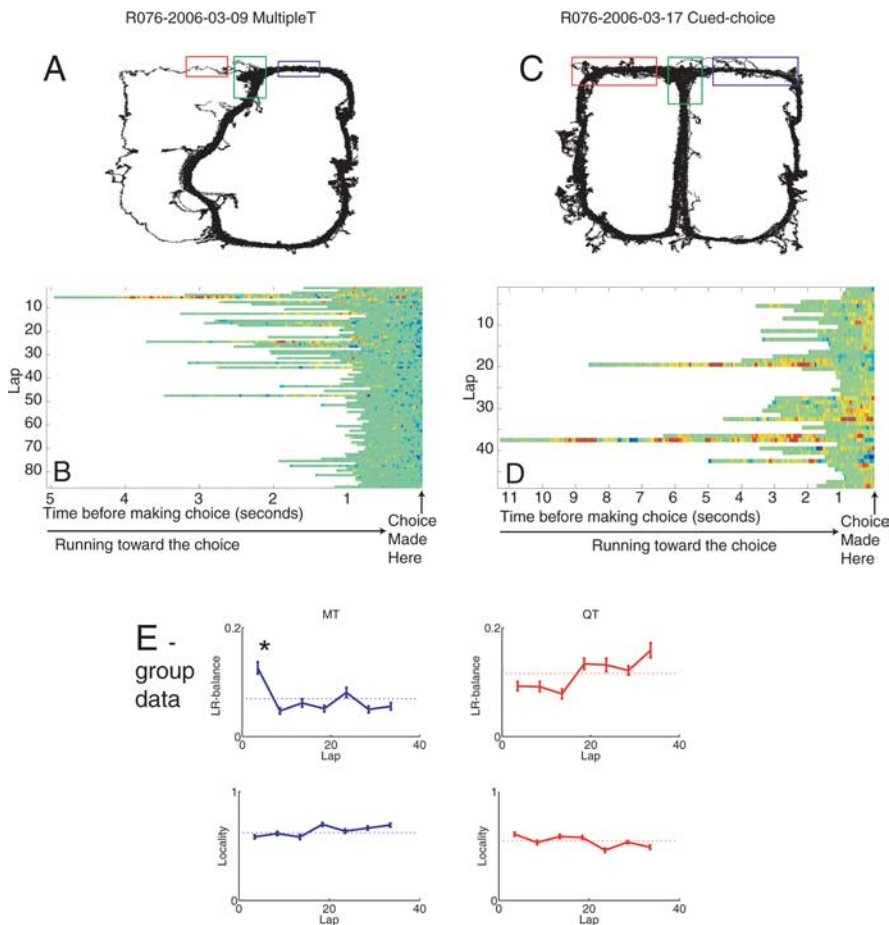 R076-2006-03-09 MultipleT
R076-2006-03-17 Cued-choice
A
C
Lap
10
20
30
40
50
60
70
80
B
5
4
3
2
1
Time before making choice (seconds)
Running toward the choice
Choice
Made
Here
Lap
10
20
30
40
D
11
10
9
8
7
6
5
4
3
2
1
Time before making choice (seconds)
Running toward the choice
Choice
Made
Here
E -
group
data
MT
LR-balance
0.2
0
*
20
40
Lap
QT
LR-balance
0.2
0
0
20
40
Lap
Locality
1
0
0
20
40
Lap
Locality
1
0
0
20
40
Lap